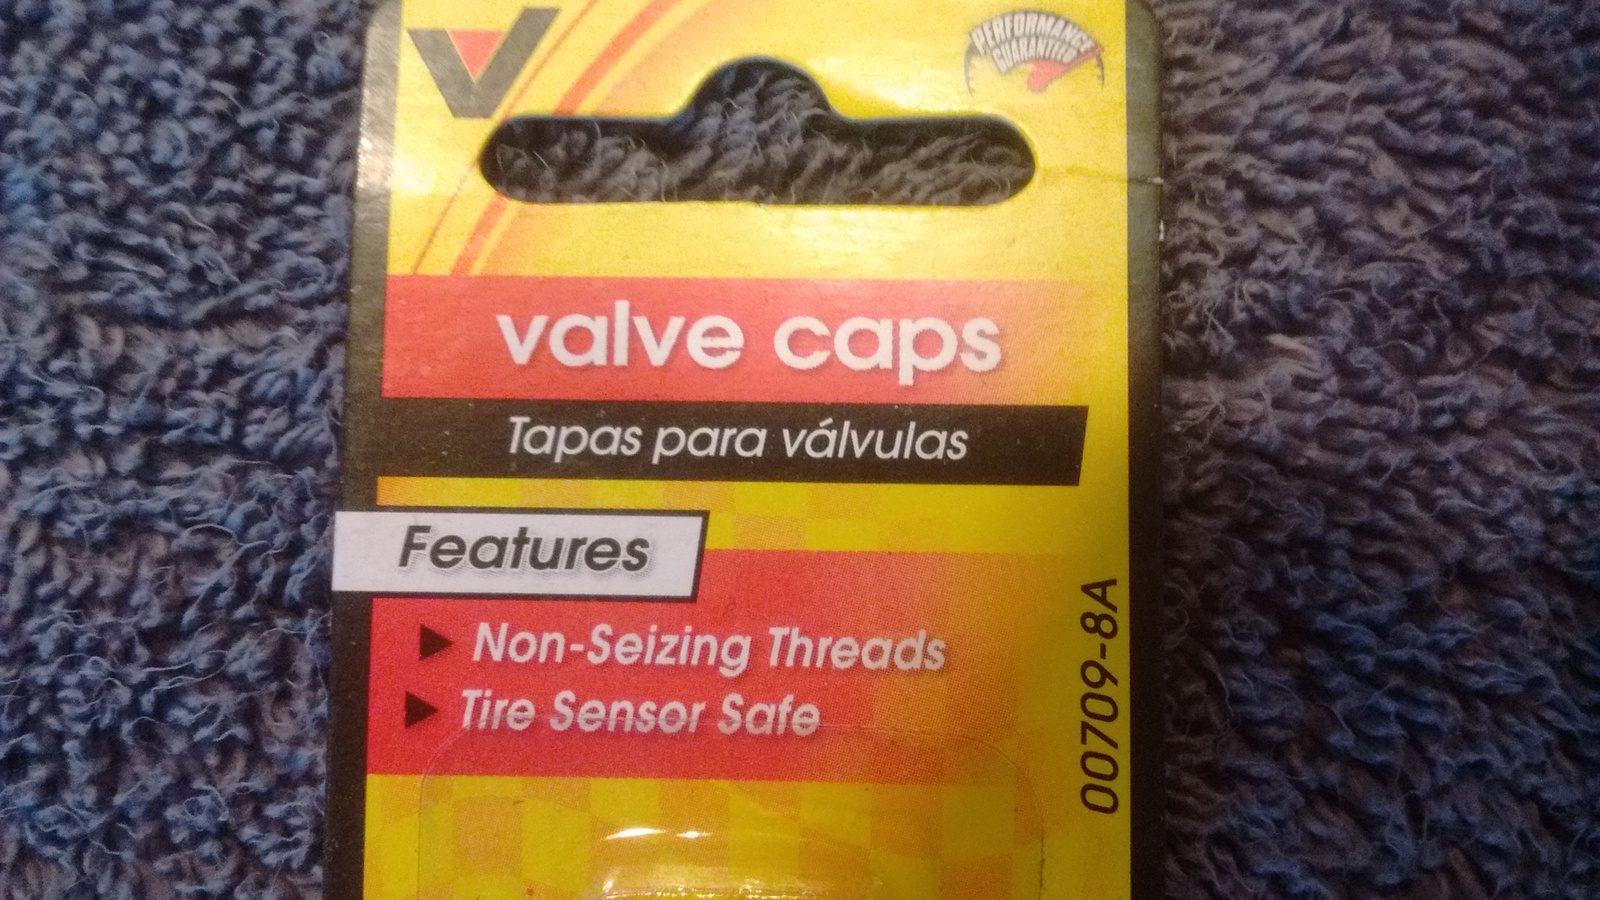 PERFORMANCE
GUARANTEED
valve caps
Tapas para válvulas
Features
Non-Seizing Threads
Tire Sensor Safe
00709-8A